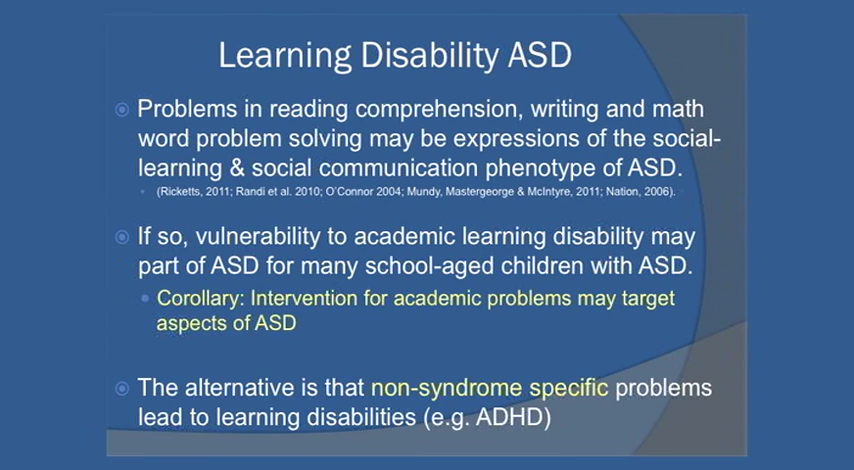 Learning Disability ASD
Problems in reading comprehension, writing and math
word problem solving may be expressions of the social-
learning & social communication phenotype of ASD.
(Ricketts, 2011; Randi et al. 2010; O'Connor 2004; Mundy, Mastergeorge & McIntyre, 2011; Nation, 2006).
If so, vulnerability to academic learning disability may
part of ASD for many school-aged children with ASD.
Corollary: Intervention for academic problems may target
aspects of ASD
The alternative is that non-syndrome specific problems
lead to learning disabilities (e.g. ADHD)